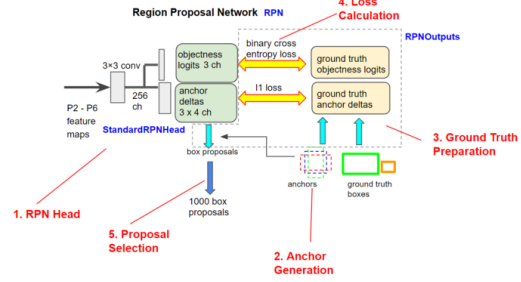 4. Loss
Calculation
Region Proposal Network RPN
RPNOutputs
binary cross
entropy loss
objectness
logits 3 ch
ground truth
objectness logits
3×3 conv
256
ch
l1 loss
anchor
deltas
3 x 4 ch
ground truth
anchor deltas
P2 - P6
feature
maps
StandardRPNHead
3. Ground Truth
Preparation
box proposals
anchors
ground truth
boxes
1. RPN Head
1000 box
proposals
5. Proposal
Selection
2. Anchor
Generation